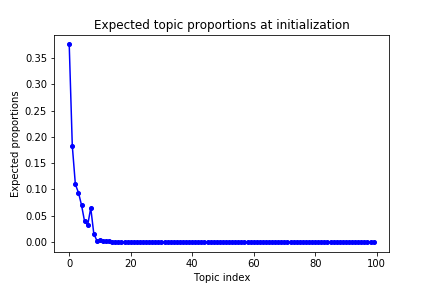 Expected topic proportions at initialization
Expected proportions
0.35
0.30
0.25
0.20
0.15
0.10
0.05
0.00
0 20 40 60 80 100
Topic index